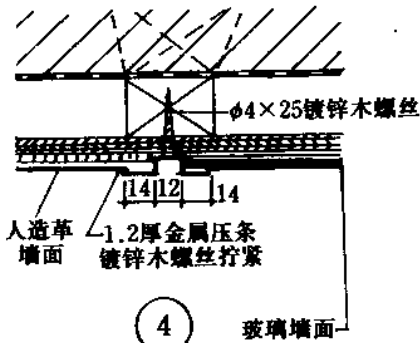 φ4×25镀锌木螺丝
14 12 14
人造革
墙面
1.2厚金属压条
镀锌木螺丝拧紧
4
玻璃墙面